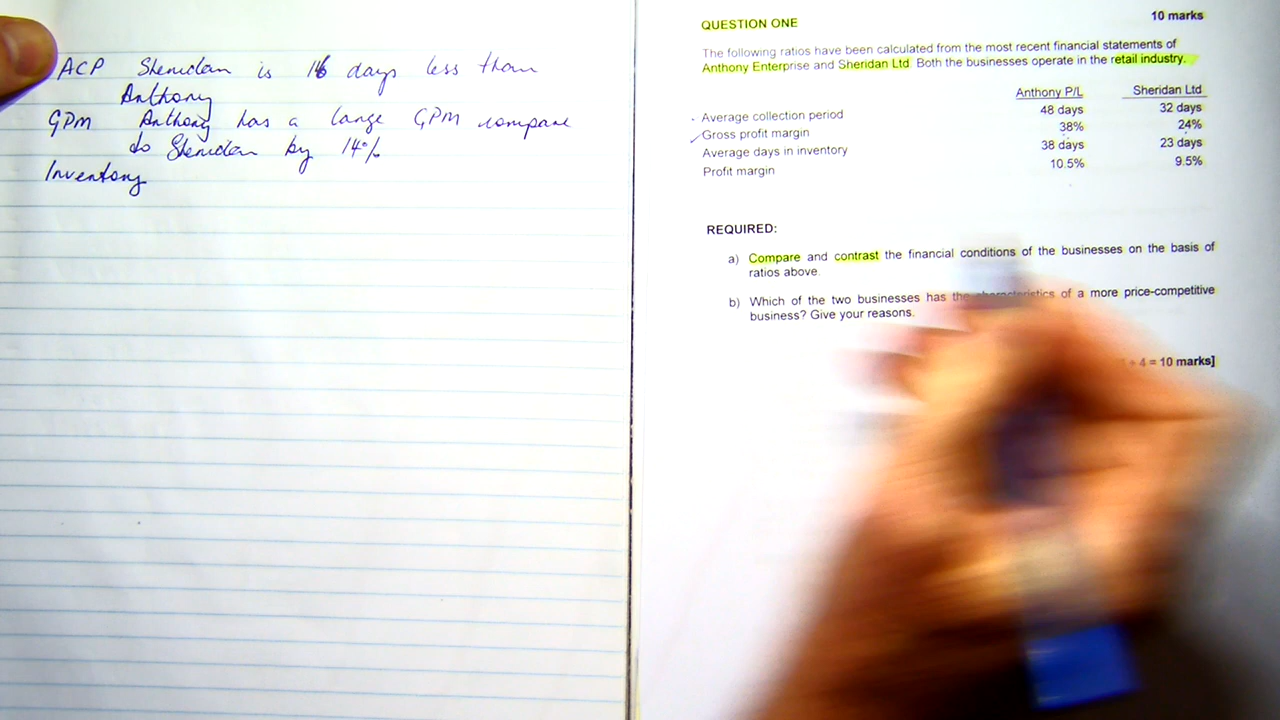 ACP Sheridan is 16 days less than
Anthony
GPM Anthony has a large GPM compare
to Sheridan by 14%
Inventory
QUESTION ONE
10 marks
The following ratios have been calculated from the most recent financial statements of
Anthony Enterprise and Sheridan Ltd. Both the businesses operate in the retail industry.
Anthony P/L Sheridan Ltd
Average collection period 48 days 32 days
Gross profit margin 38% 24%
Average days in inventory 38 days 23 days
Profit margin 10.5% 9.5%
REQUIRED:
a) Compare and contrast the financial conditions of the businesses on the basis of
ratios above.
b) Which of the two businesses has the characteristics of a more price-competitive
business? Give your reasons.
4 = 10 marks]